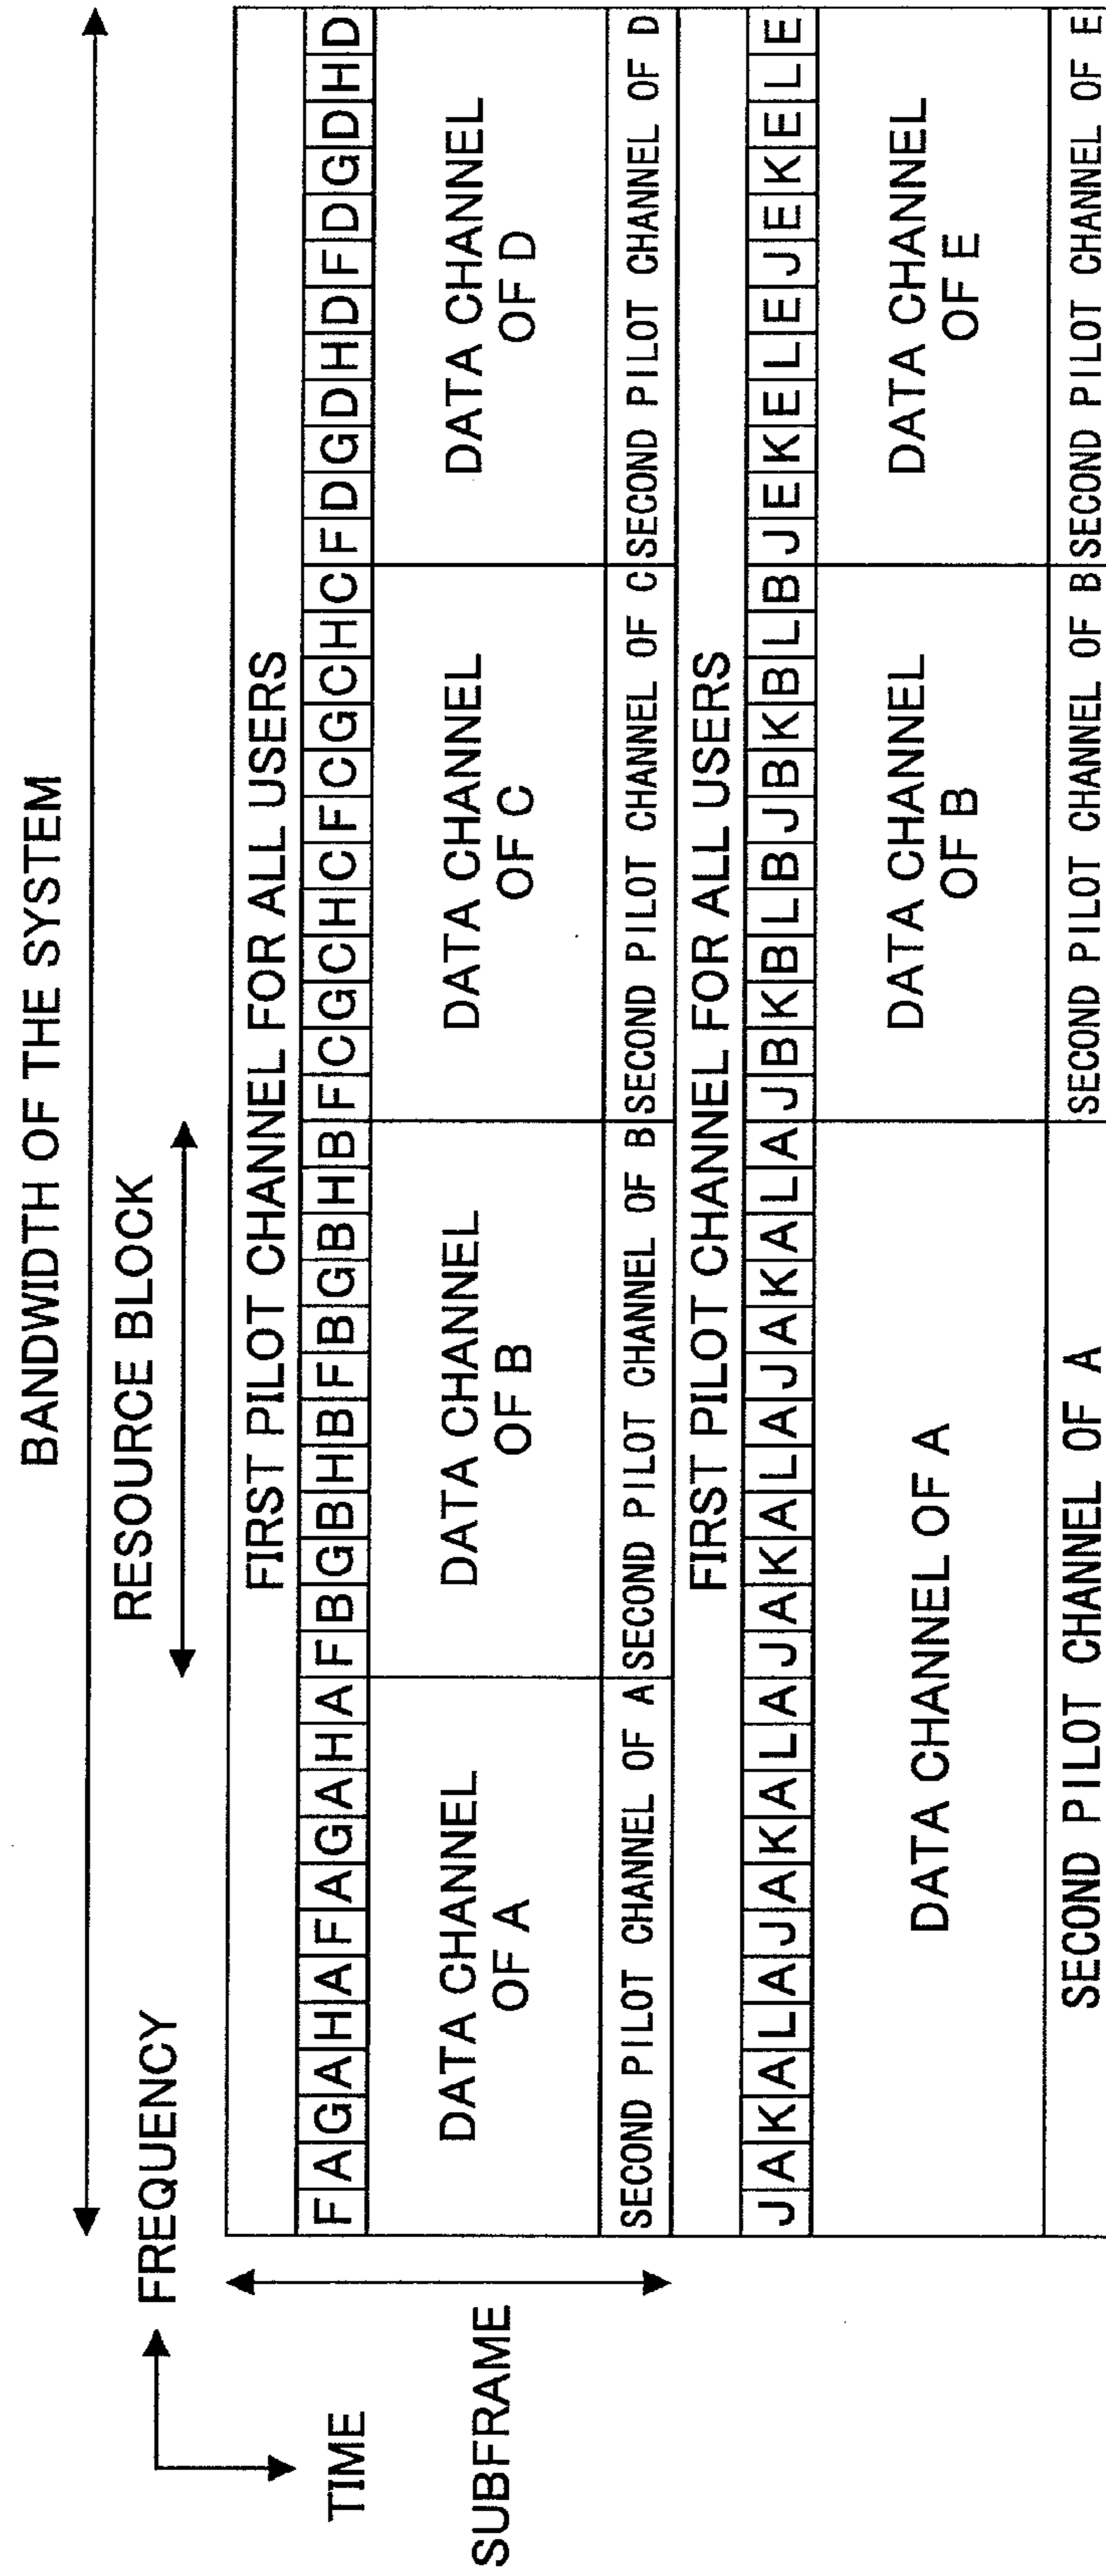 BANDWIDTH OF THE SYSTEM
FREQUENCY
RESOURCE BLOCK
TIME
SUBFRAME
FIRST PILOT CHANNEL FOR ALL USERS
F A G A H A F A G A H A F B G B H B F B G B H B F C G C H C F C G C H C F D G D H D F D G D H D
DATA CHANNEL
OF A
DATA CHANNEL
OF B
DATA CHANNEL
OF C
DATA CHANNEL
OF D
SECOND PILOT CHANNEL OF A
SECOND PILOT CHANNEL OF B
SECOND PILOT CHANNEL OF C
SECOND PILOT CHANNEL OF D
FIRST PILOT CHANNEL FOR ALL USERS
J A K A L A J A K A L A J A K A L A J A K A L A J B K B L B J B K B L B J E K E L E J E K E L E
DATA CHANNEL OF A
DATA CHANNEL
OF B
DATA CHANNEL
OF E
SECOND PILOT CHANNEL OF A
SECOND PILOT CHANNEL OF B
SECOND PILOT CHANNEL OF E